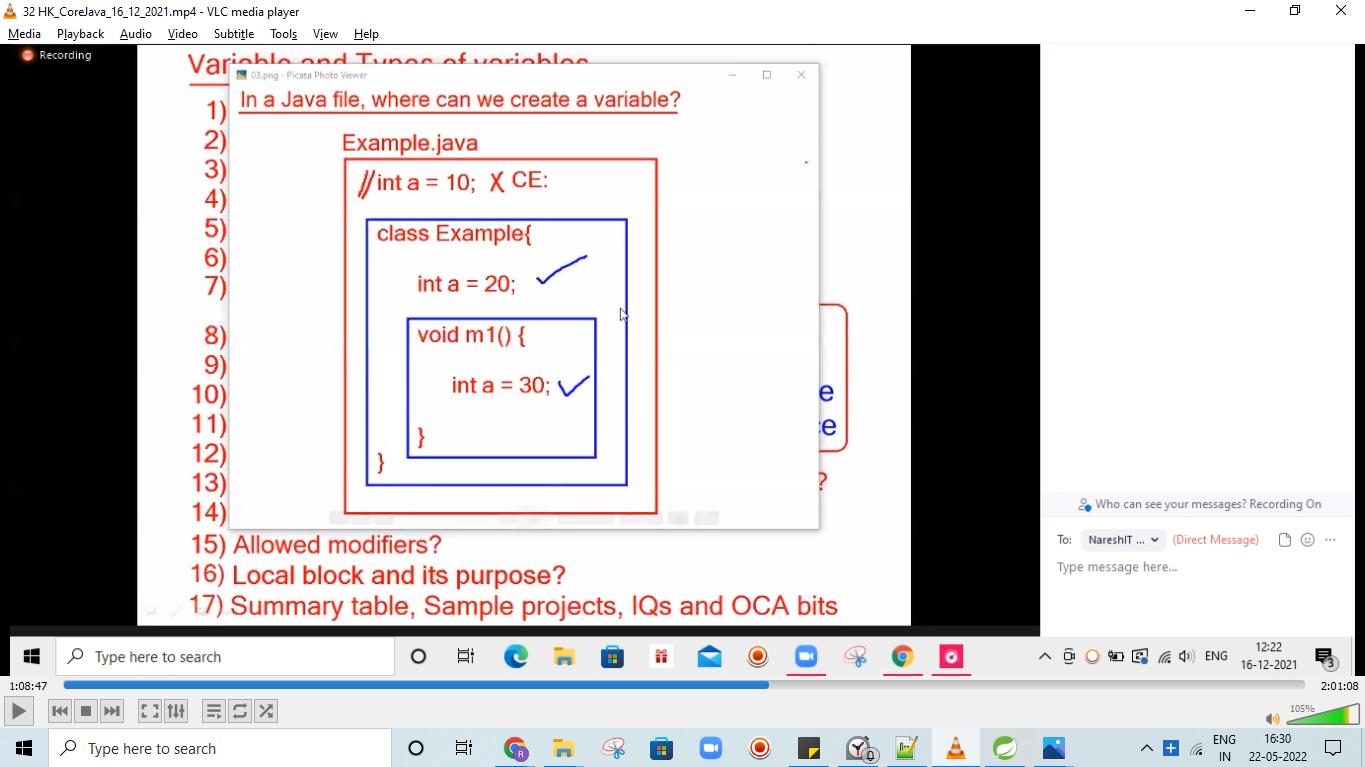 32 HK_CoreJava_16_12_2021.mp4 - VLC media player
Media Playback Audio Video Subtitle Tools View Help
Recording
Variable and Types of variables
03.png - Picasa Photo Viewer
In a Java file, where can we create a variable?
1)
2)
3)
4)
5)
6)
7)
8)
9)
10)
11)
12)
13)
14)
Example.java
//int a = 10; X CE:
class Example{
int a = 20;
void m1() {
int a = 30;
}
}
e
e
?
15) Allowed modifiers?
16) Local block and its purpose?
17) Summary table, Sample projects, IQs and OCA bits
Who can see your messages? Recording On
To: NareshIT ... (Direct Message)
Type message here...
Type here to search
ENG
12:22
16-12-2021
3
1:08:47
2:01:08
105%
Type here to search
ENG
IN
16:30
22-05-2022